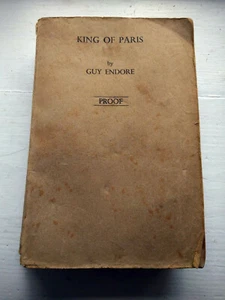 KING OF PARIS
by
GUY ENDORE
PROOF